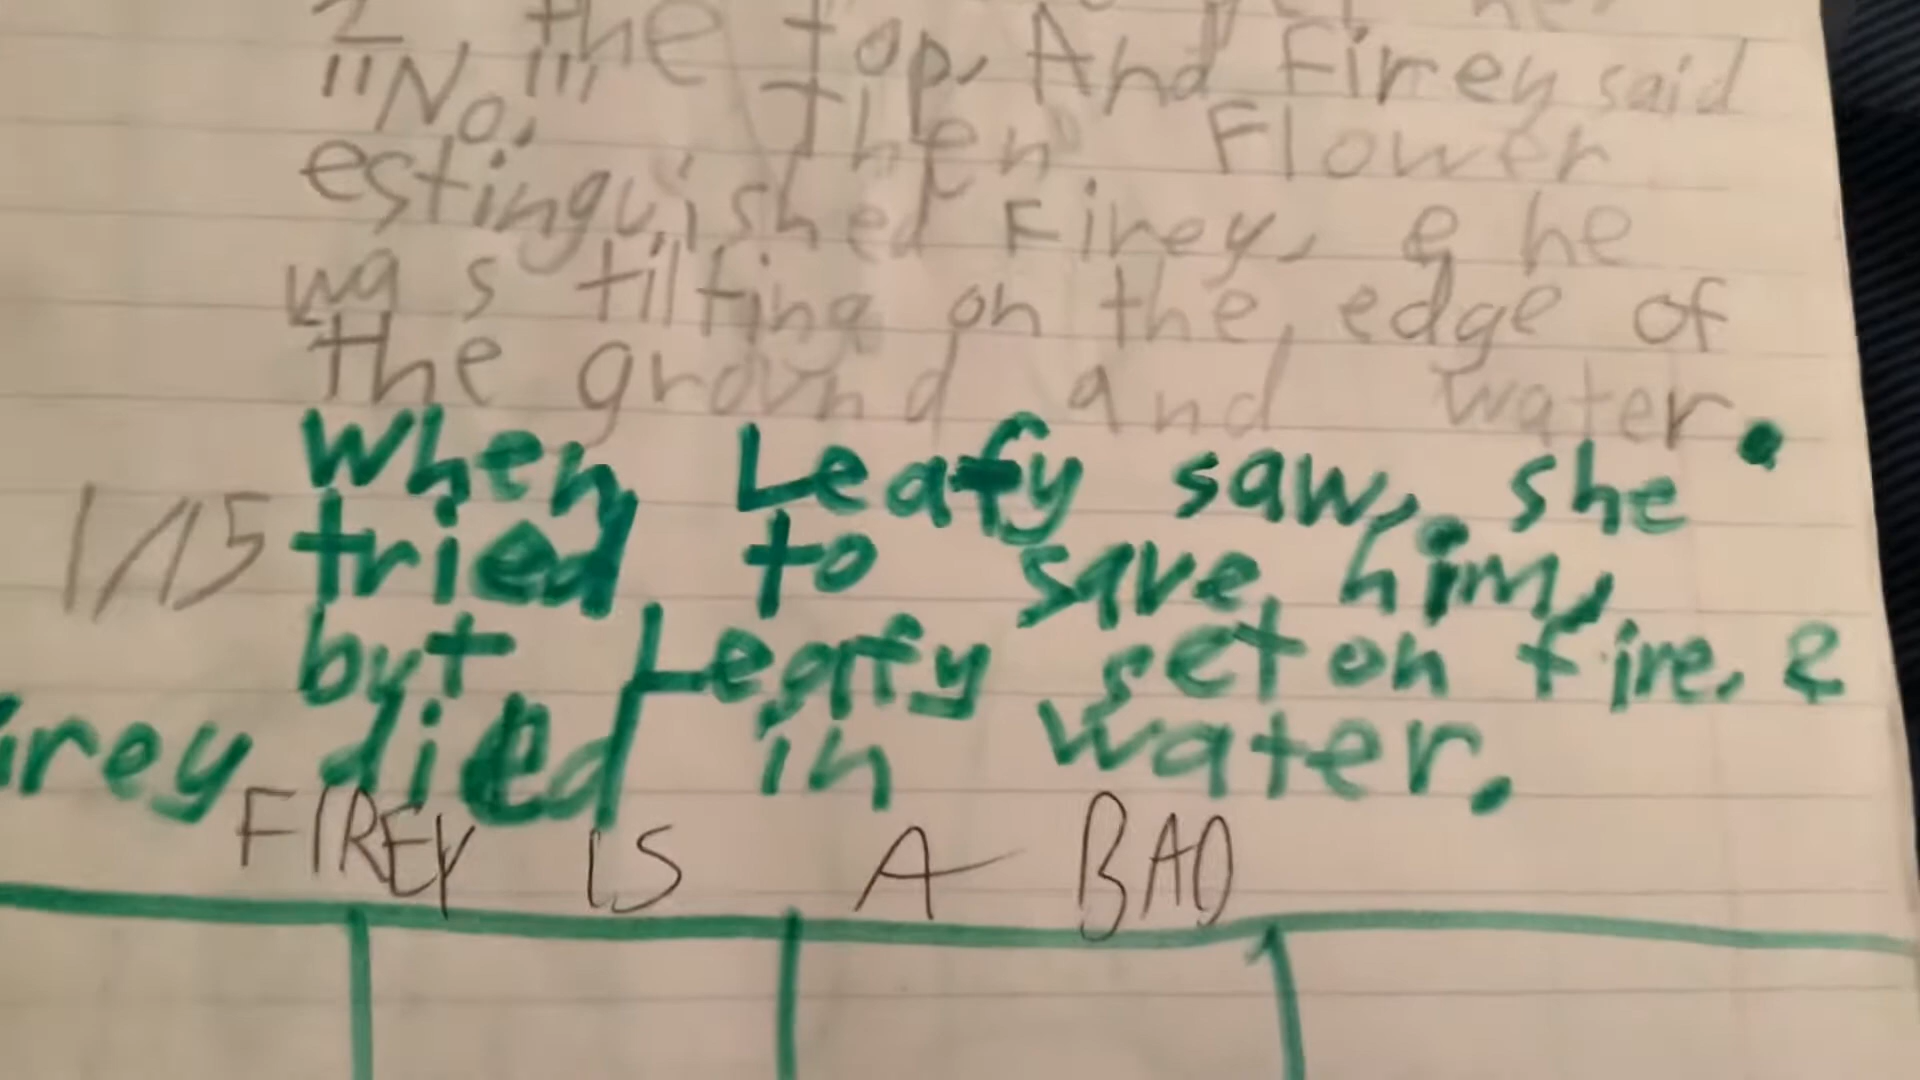 2 the top, And Firey said
"No." Then Flower
estinguished Firey, & he
was tilting on the edge of
the ground and water.
When Leafy saw, she
1/15 tried to save him,
but Leafy set on fire, &
irey died in water.
FIREY IS A BAD